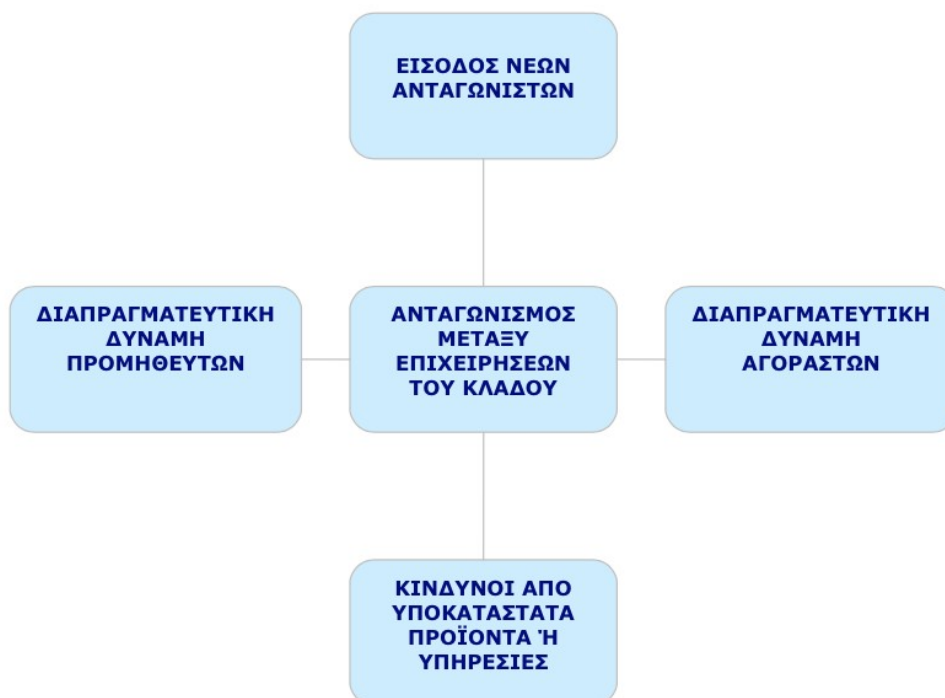 ΕΙΣΟΔΟΣ ΝΕΩΝ
ΑΝΤΑΓΩΝΙΣΤΩΝ
ΔΙΑΠΡΑΓΜΑΤΕΥΤΙΚΗ
ΔΥΝΑΜΗ
ΠΡΟΜΗΘΕΥΤΩΝ
ΑΝΤΑΓΩΝΙΣΜΟΣ
ΜΕΤΑΞΥ
ΕΠΙΧΕΙΡΗΣΕΩΝ
ΤΟΥ ΚΛΑΔΟΥ
ΔΙΑΠΡΑΓΜΑΤΕΥΤΙΚΗ
ΔΥΝΑΜΗ
ΑΓΟΡΑΣΤΩΝ
ΚΙΝΔΥΝΟΙ ΑΠΟ
ΥΠΟΚΑΤΑΣΤΑΤΑ
ΠΡΟΪΟΝΤΑ Ή
ΥΠΗΡΕΣΙΕΣ